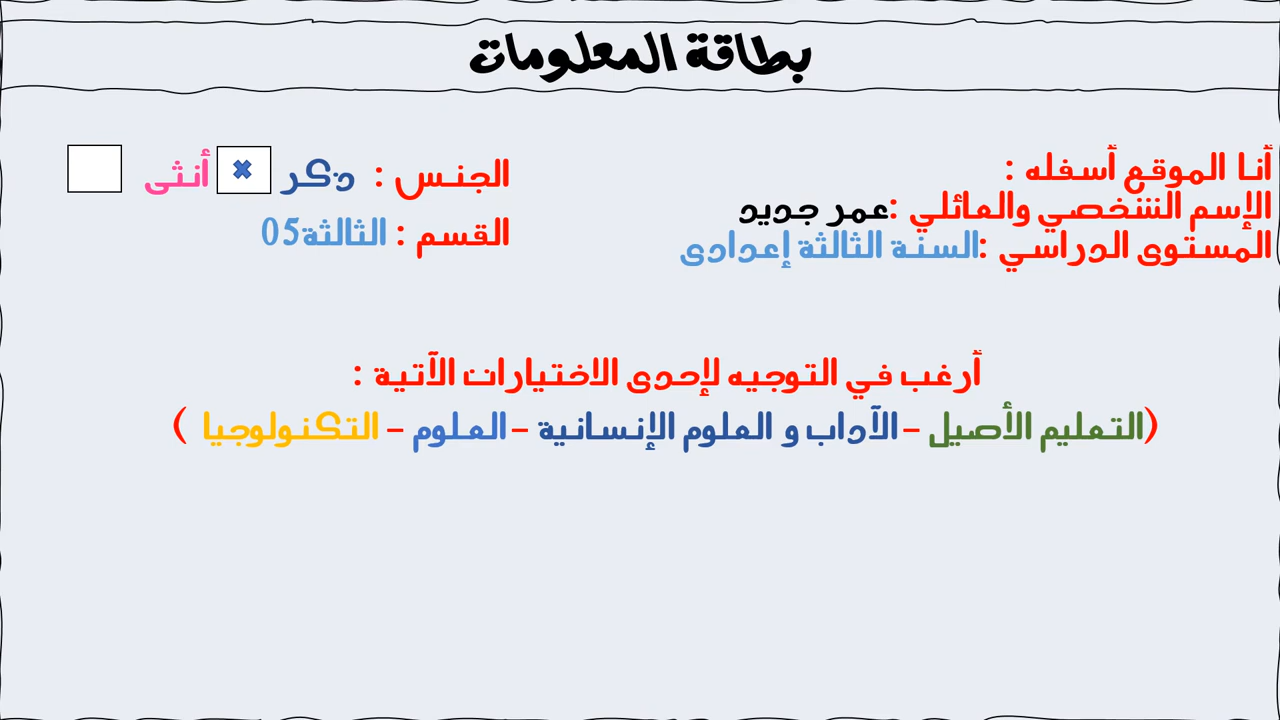 بطاقة المعلومات
أنا الموقع أسفله :
الإسم الشخصي والعائلي :عمر جديد
المستوى الدراسي :السنة الثالثة إعدادى
الجنس : ذكر أنثى
القسم : الثالثة05
أرغب في التوجيه لإحدى الاختيارات الآتية :
(التعليم الأصيل –الآداب و العلوم الإنسانية –العلوم – التكنولوجيا )